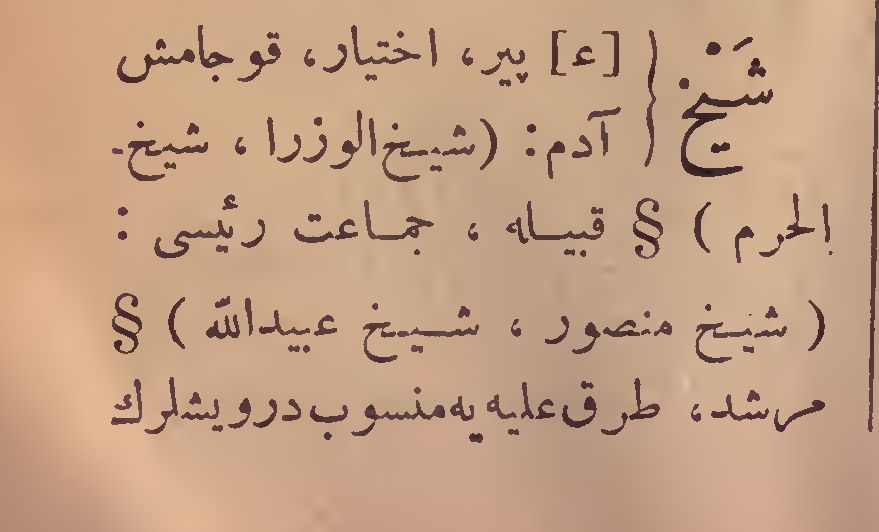 شَيْخ { [ع] پیر، اختیار، قوجامش
آدم: (شیخ الوزرا ، شیخ-
الحرم ) § قبیله ، جماعت رئیسی :
( شیخ منصور ، شیخ عبیدالله ) §
مرشد، طرق علیه یه منسوب درویشلرك